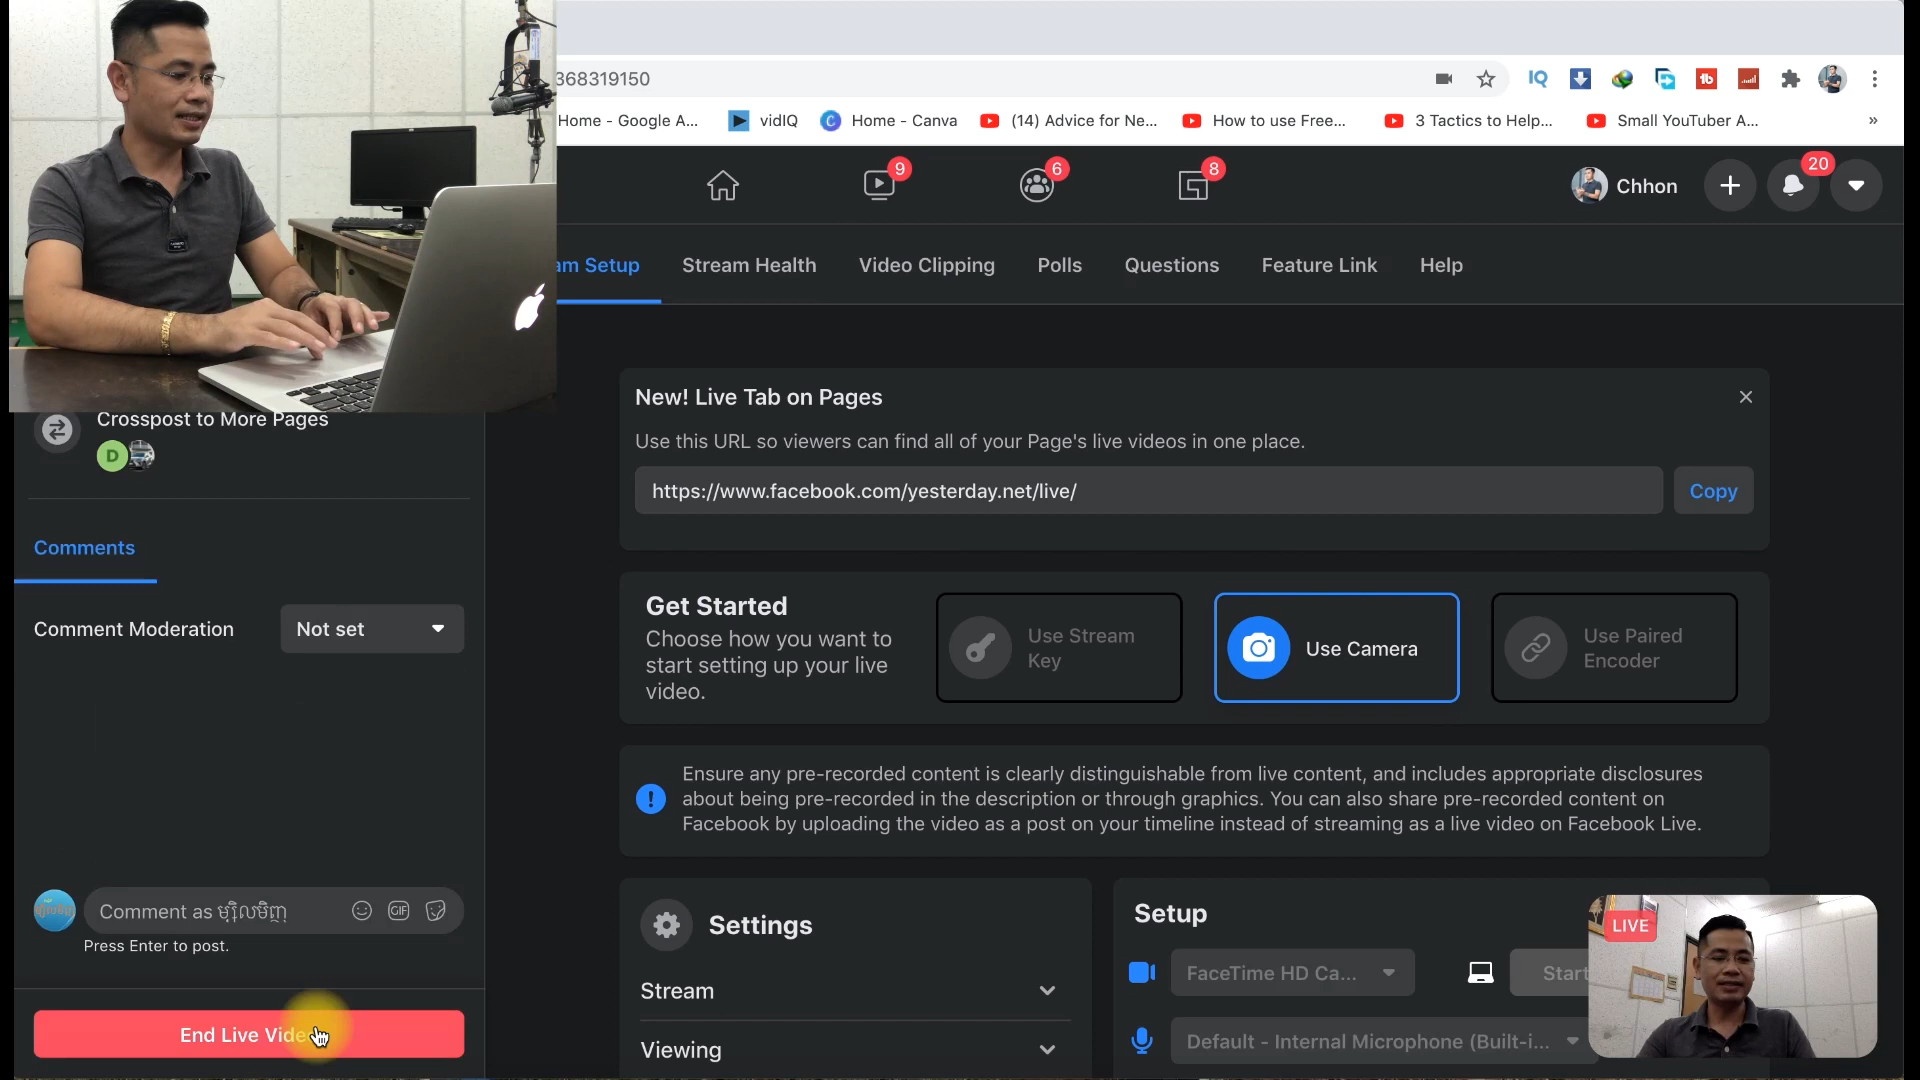 368319150
Home - Google A...
vidIQ
Home - Canva
(14) Advice for Ne...
How to use Free...
3 Tactics to Help...
Small YouTuber A...
»
9
6
8
Chhon
20
am Setup
Stream Health
Video Clipping
Polls
Questions
Feature Link
Help
Crosspost to More Pages
D
Comments
Comment Moderation
Not set
Comment as ម្សិលមិញ
GIF
Press Enter to post.
End Live Vide
New! Live Tab on Pages
Use this URL so viewers can find all of your Page's live videos in one place.
https://www.facebook.com/yesterday.net/live/
Copy
Get Started
Choose how you want to
start setting up your live
video.
Use Stream
Key
Use Camera
Use Paired
Encoder
Ensure any pre-recorded content is clearly distinguishable from live content, and includes appropriate disclosures
about being pre-recorded in the description or through graphics. You can also share pre-recorded content on
Facebook by uploading the video as a post on your timeline instead of streaming as a live video on Facebook Live.
Settings
Stream
Viewing
Setup
FaceTime HD Ca...
Start
Default - Internal Microphone (Built-i...
LIVE